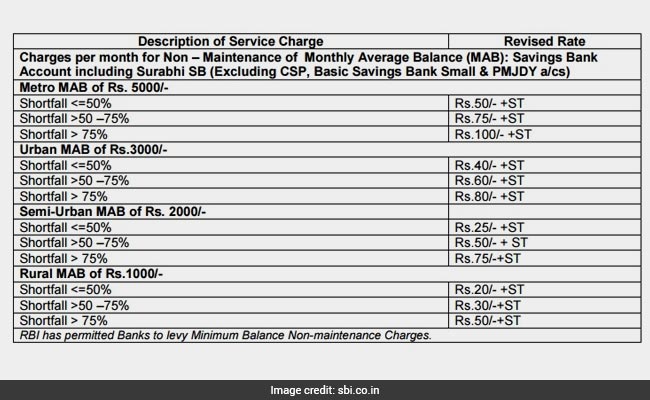 Description of Service Charge Revised Rate
Charges per month for Non – Maintenance of Monthly Average Balance (MAB): Savings Bank
Account including Surabhi SB (Excluding CSP, Basic Savings Bank Small & PMJDY a/cs)
Metro MAB of Rs. 5000/-
Shortfall <=50% Rs.50/- +ST
Shortfall >50 –75% Rs.75/- +ST
Shortfall > 75% Rs.100/- +ST
Urban MAB of Rs.3000/-
Shortfall <=50% Rs.40/- +ST
Shortfall >50 –75% Rs.60/- +ST
Shortfall > 75% Rs.80/- +ST
Semi-Urban MAB of Rs. 2000/-
Shortfall <=50% Rs.25/- +ST
Shortfall >50 –75% Rs.50/- + ST
Shortfall > 75% Rs.75/-+ST
Rural MAB of Rs.1000/-
Shortfall <=50% Rs.20/- +ST
Shortfall >50 –75% Rs.30/-+ST
Shortfall > 75% Rs.50/-+ST
RBI has permitted Banks to levy Minimum Balance Non-maintenance Charges.
Image credit: sbi.co.in